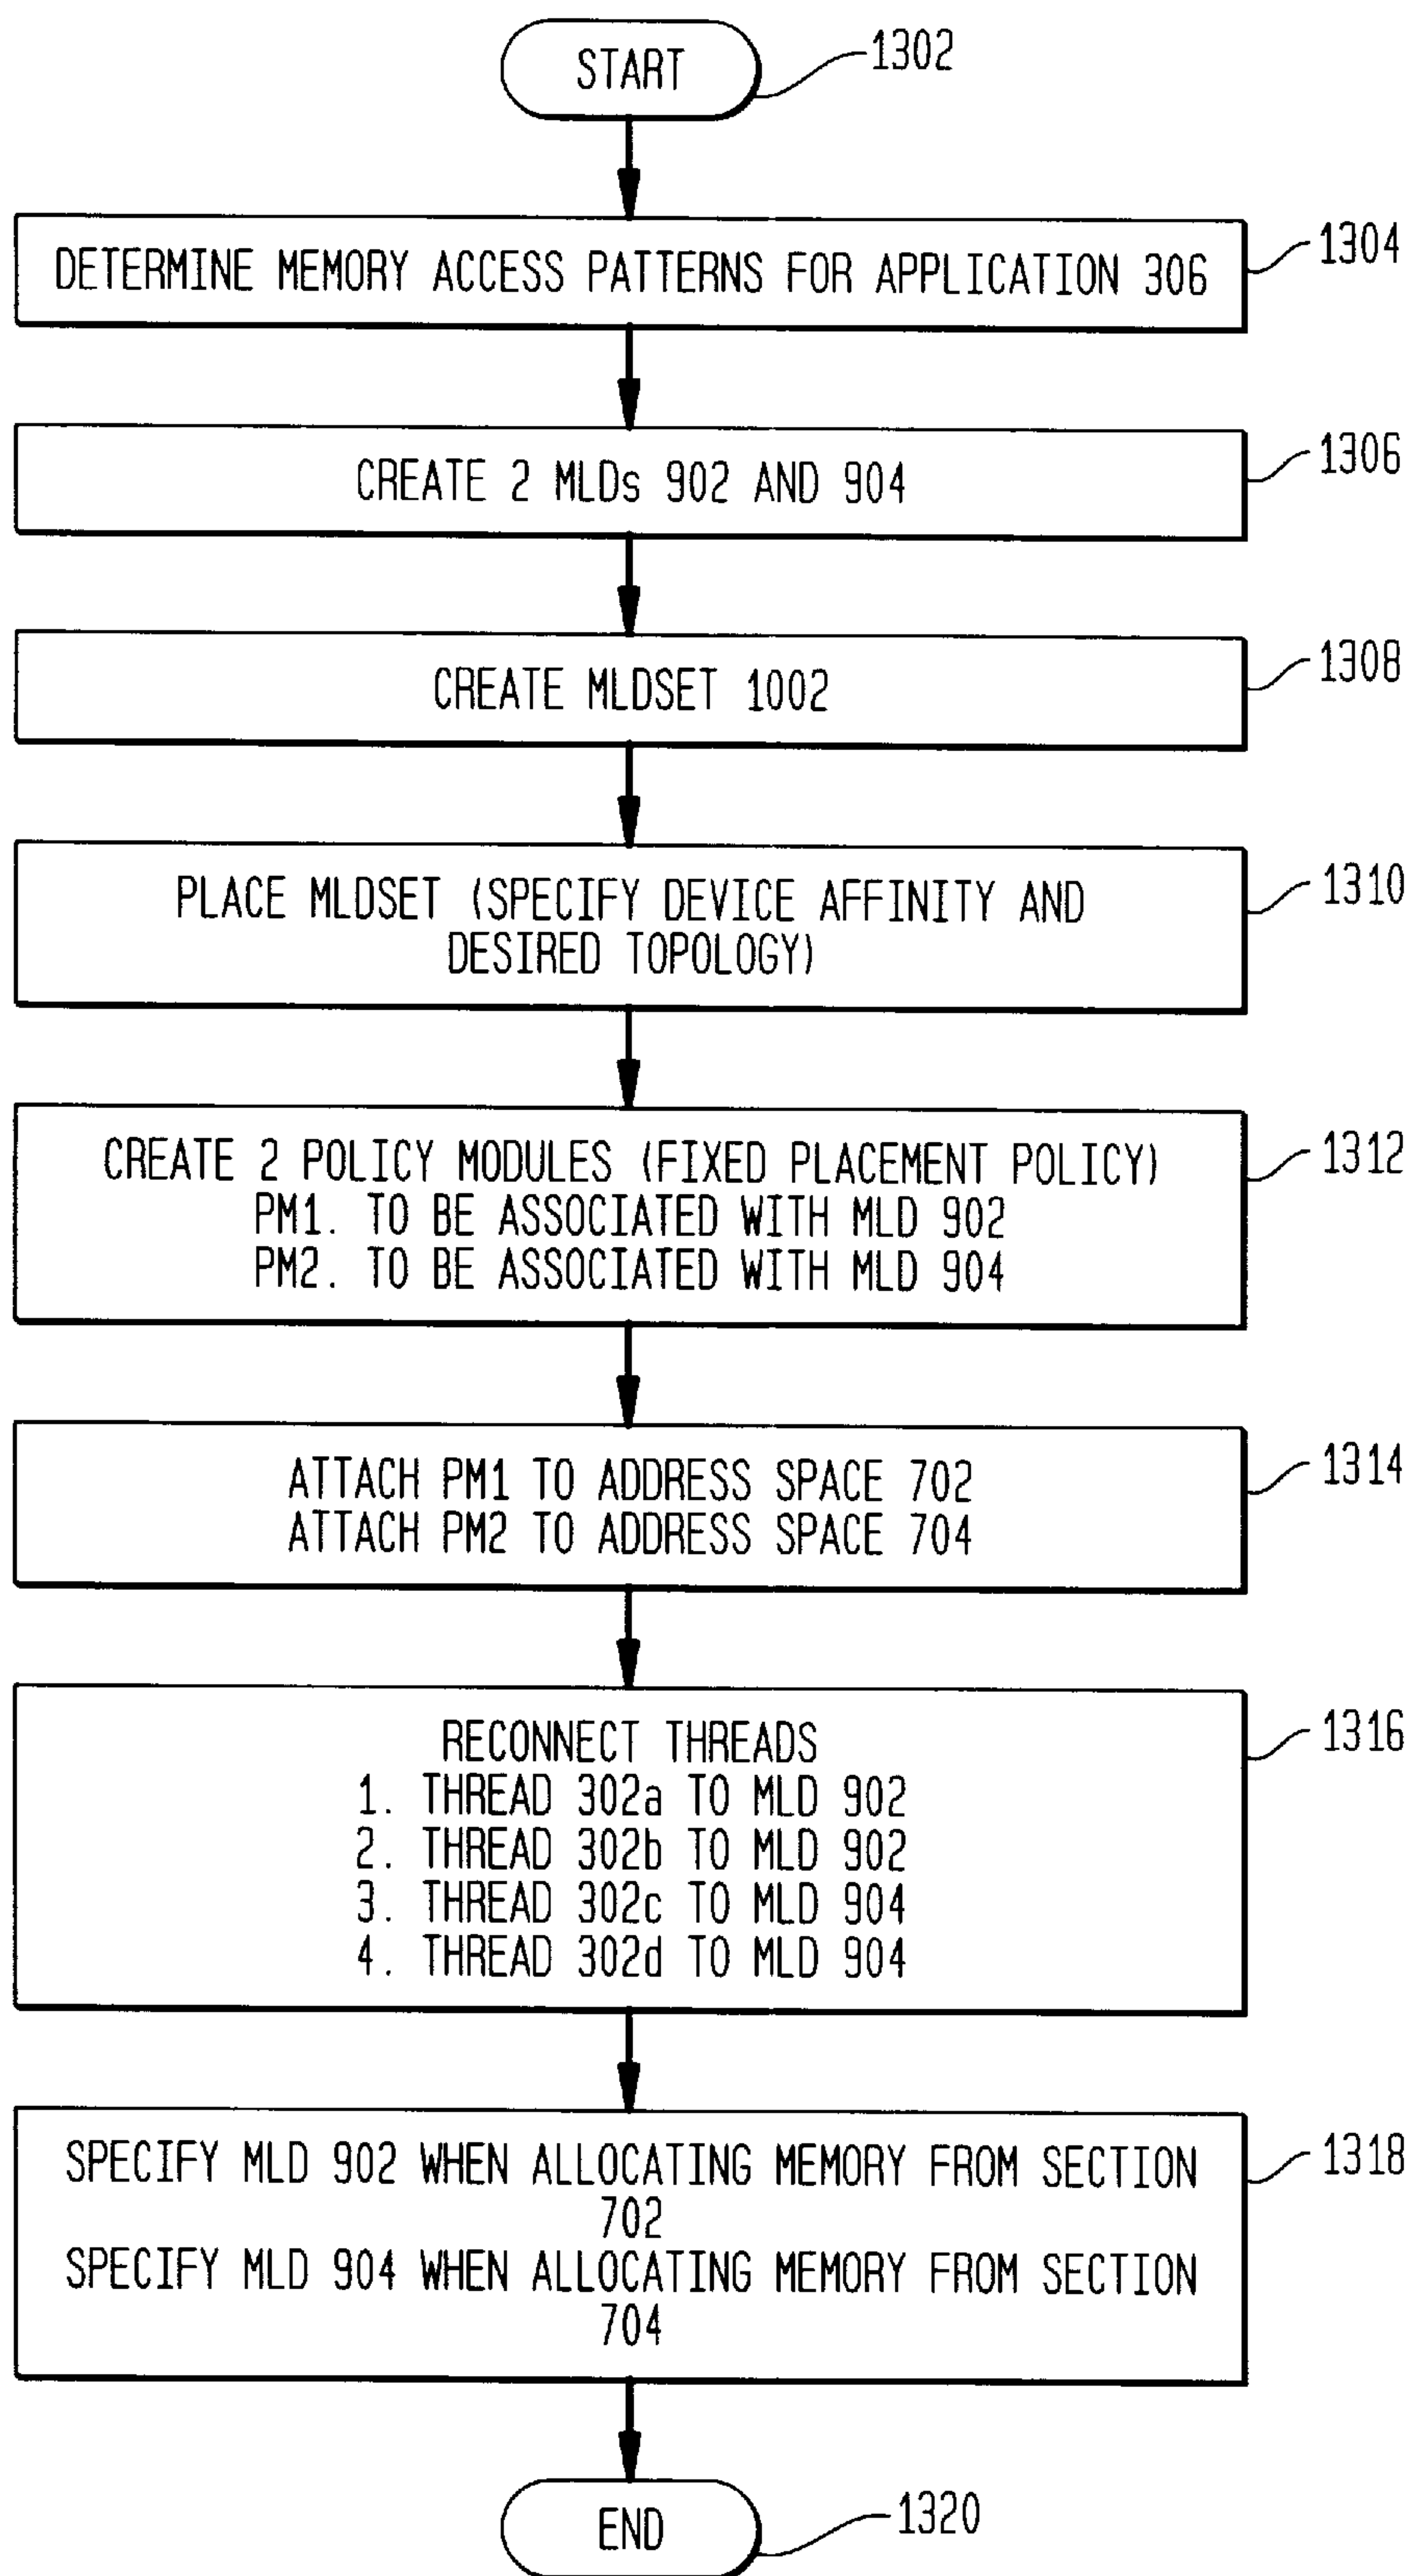 START
1302
DETERMINE MEMORY ACCESS PATTERNS FOR APPLICATION 306
1304
CREATE 2 MLDs 902 AND 904
1306
CREATE MLDSET 1002
1308
PLACE MLDSET (SPECIFY DEVICE AFFINITY AND
DESIRED TOPOLOGY)
1310
CREATE 2 POLICY MODULES (FIXED PLACEMENT POLICY)
PM1. TO BE ASSOCIATED WITH MLD 902
PM2. TO BE ASSOCIATED WITH MLD 904
1312
ATTACH PM1 TO ADDRESS SPACE 702
ATTACH PM2 TO ADDRESS SPACE 704
1314
RECONNECT THREADS
1. THREAD 302a TO MLD 902
2. THREAD 302b TO MLD 902
3. THREAD 302c TO MLD 904
4. THREAD 302d TO MLD 904
1316
SPECIFY MLD 902 WHEN ALLOCATING MEMORY FROM SECTION
702
SPECIFY MLD 904 WHEN ALLOCATING MEMORY FROM SECTION
704
1318
END
1320